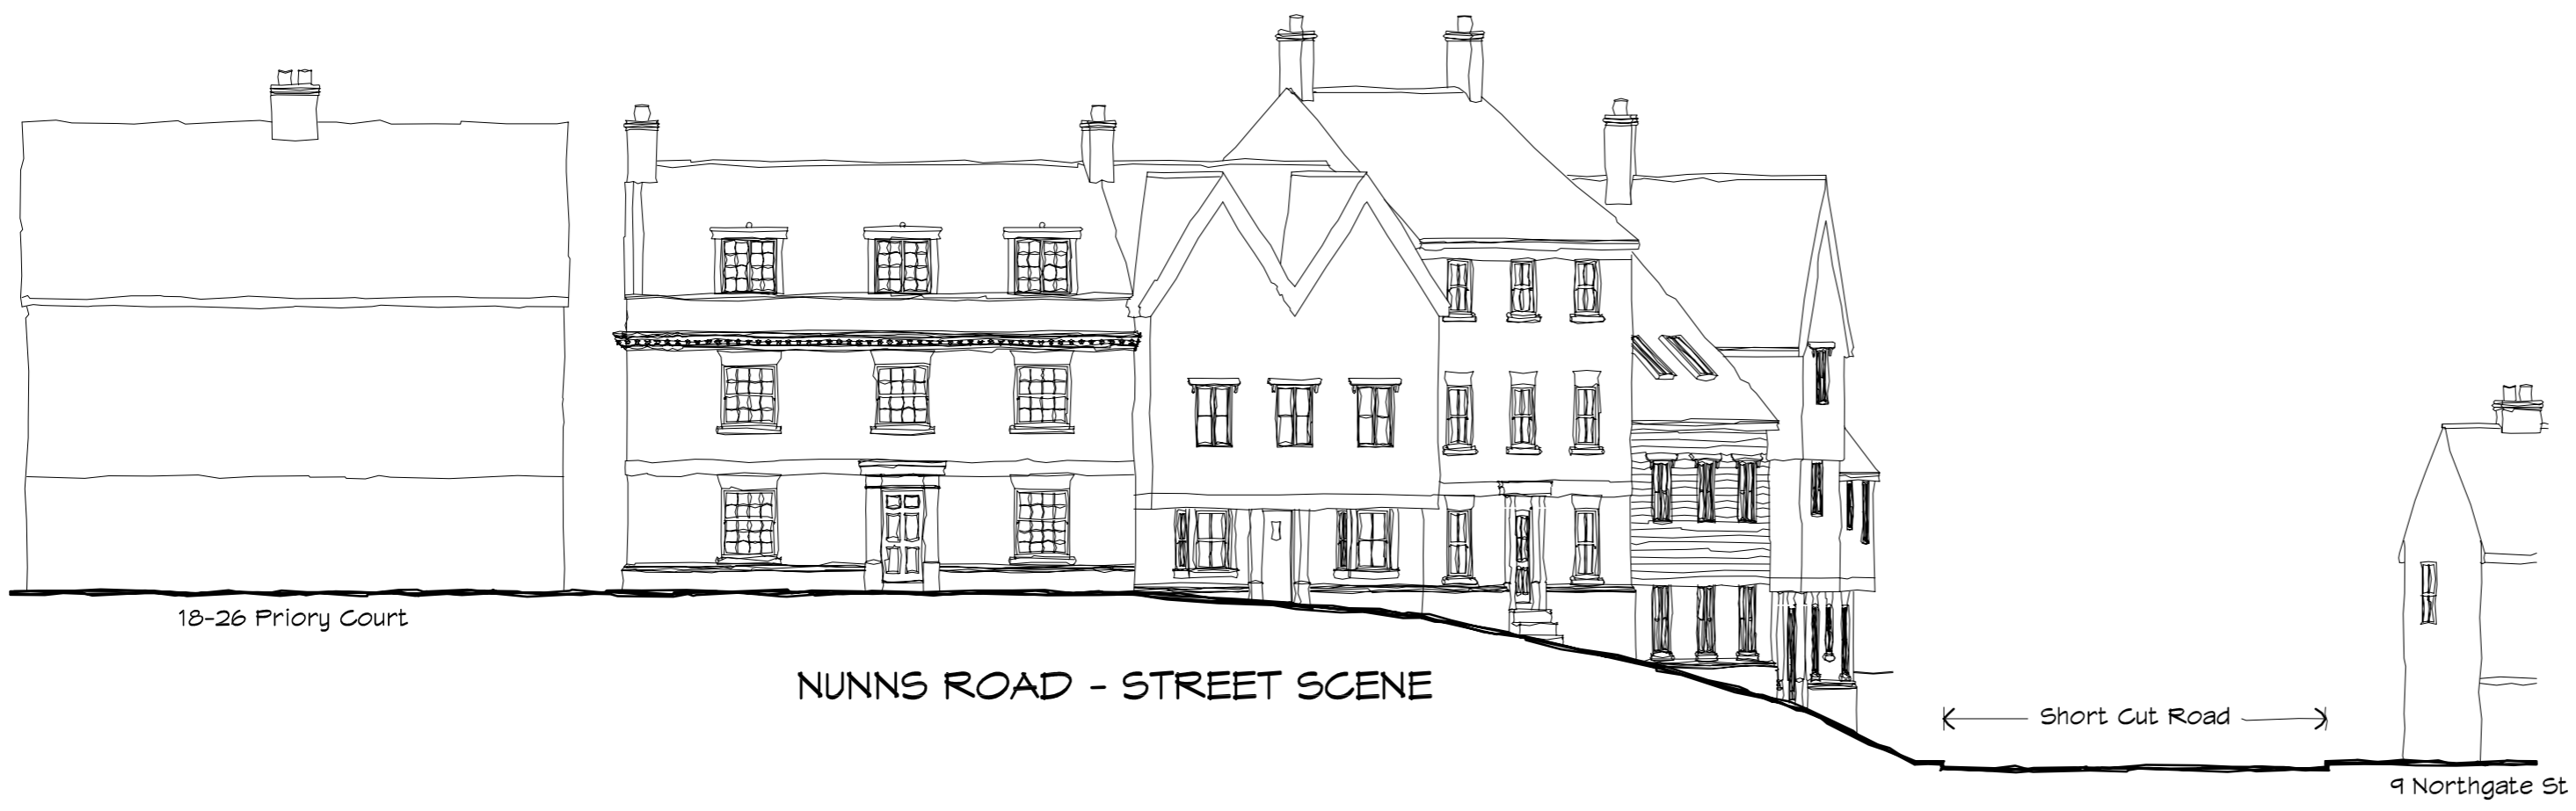 18-26 Priory Court
NUNNS ROAD - STREET SCENE
Short Cut Road
9 Northgate St